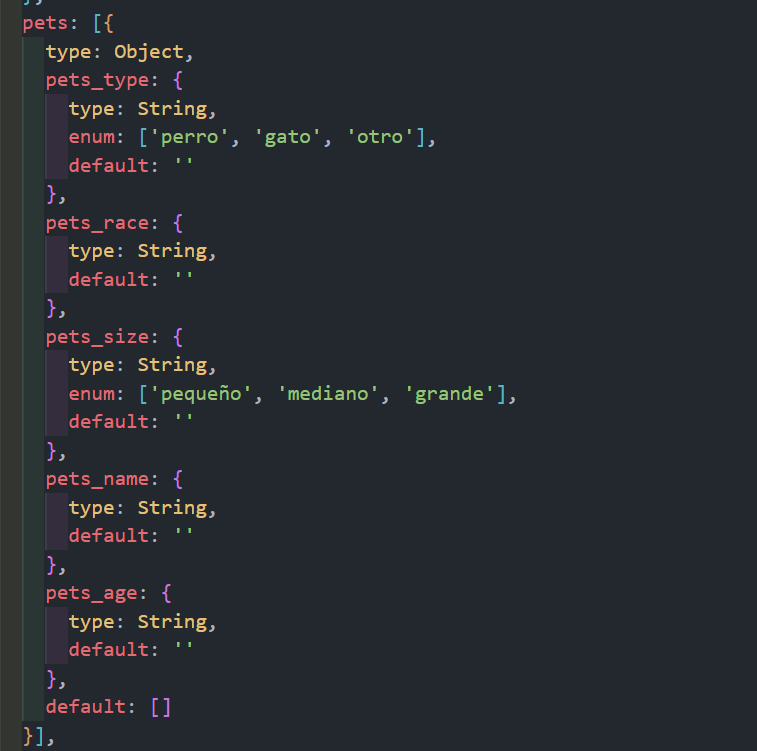 },
pets: [{
type: Object,
pets_type: {
type: String,
enum: ['perro', 'gato', 'otro'],
default: ''
},
pets_race: {
type: String,
default: ''
},
pets_size: {
type: String,
enum: ['pequeño', 'mediano', 'grande'],
default: ''
},
pets_name: {
type: String,
default: ''
},
pets_age: {
type: String,
default: ''
},
default: []
}],